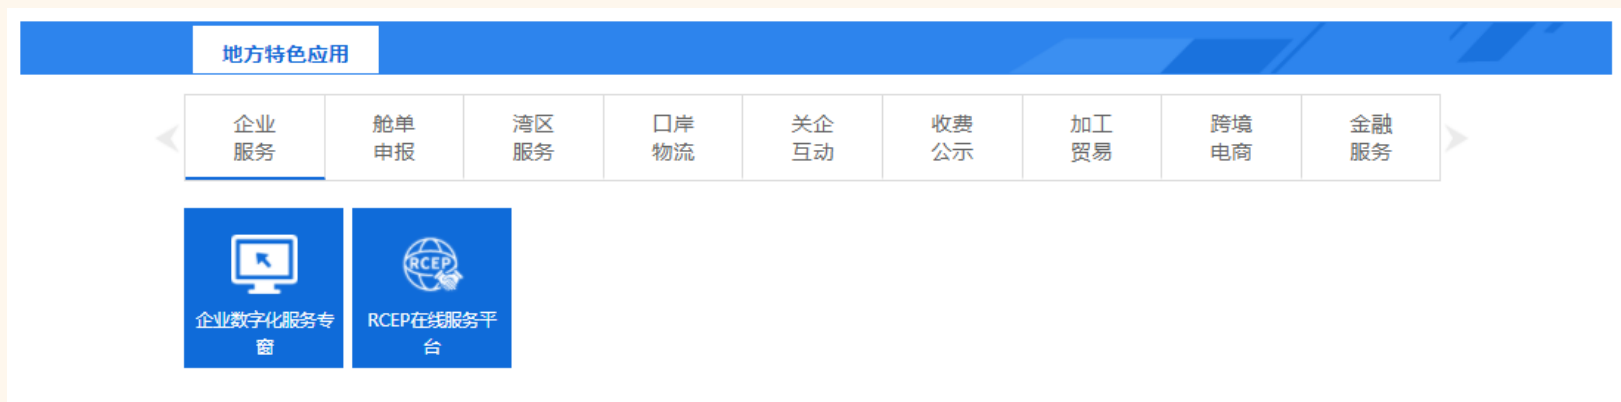 地方特色应用
企业
服务
舱单
申报
湾区
服务
口岸
物流
关企
互动
收费
公示
加工
贸易
跨境
电商
金融
服务
RCEP
企业数字化服务专
窗
RCEP在线服务平
台